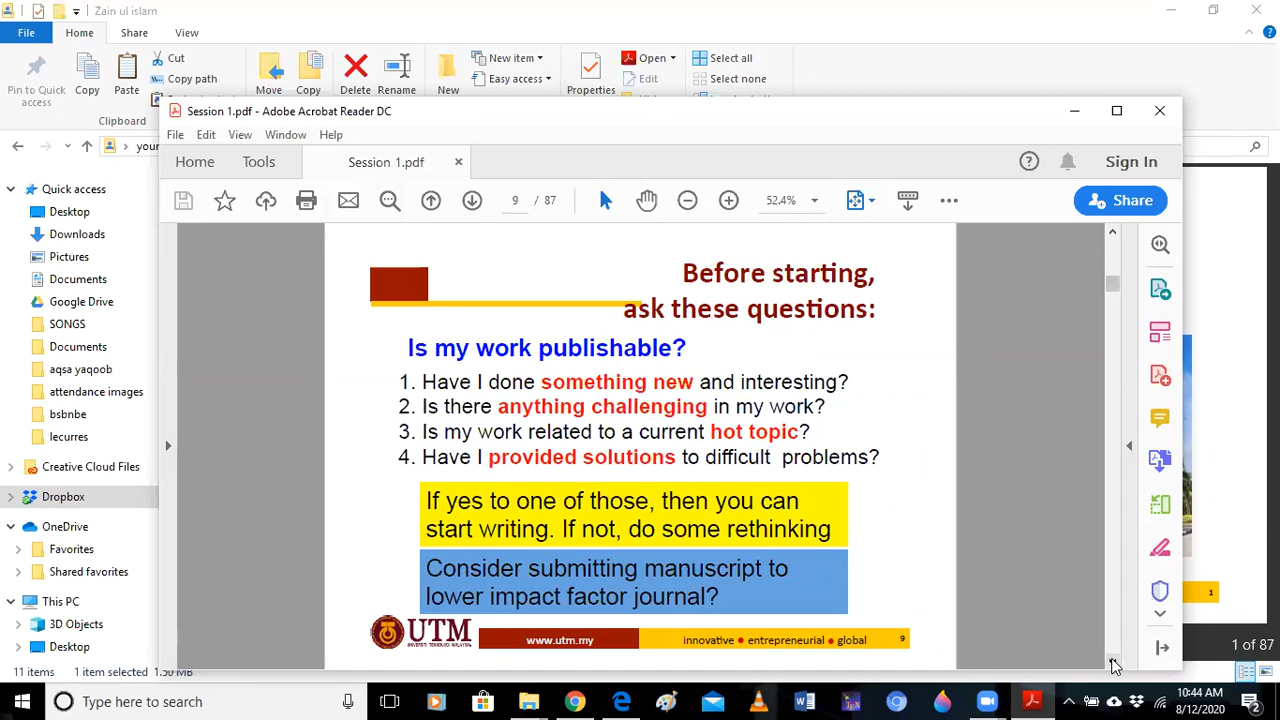 Zain ul islam
File Home Share View
Pin to Quick access
Copy
Paste
Cut
Copy path
Clipboard
Move
Copy
Delete
Rename
New
New item
Easy access
Properties
Open
Edit
Select all
Select none
Session 1.pdf - Adobe Acrobat Reader DC
File Edit View Window Help
Home Tools Session 1.pdf Sign In
9 / 87 52.4% Share
Quick access
Desktop
Downloads
Pictures
Documents
Google Drive
SONGS
Documents
aqsa yaqoob
attendance images
bsbnbe
lecurres
Creative Cloud Files
Dropbox
OneDrive
Favorites
Shared favorites
This PC
3D Objects
Desktop
11 items 1 item selected 1.50 MB
Before starting,
ask these questions:
Is my work publishable?
1. Have I done something new and interesting?
2. Is there anything challenging in my work?
3. Is my work related to a current hot topic?
4. Have I provided solutions to difficult problems?
If yes to one of those, then you can
start writing. If not, do some rethinking
Consider submitting manuscript to
lower impact factor journal?
UTM
UNIVERSITI TEKNOLOGI MALAYSIA
www.utm.my
innovative ● entrepreneurial ● global 9
1
1 of 87
Type here to search
10:44 AM
8/12/2020
2